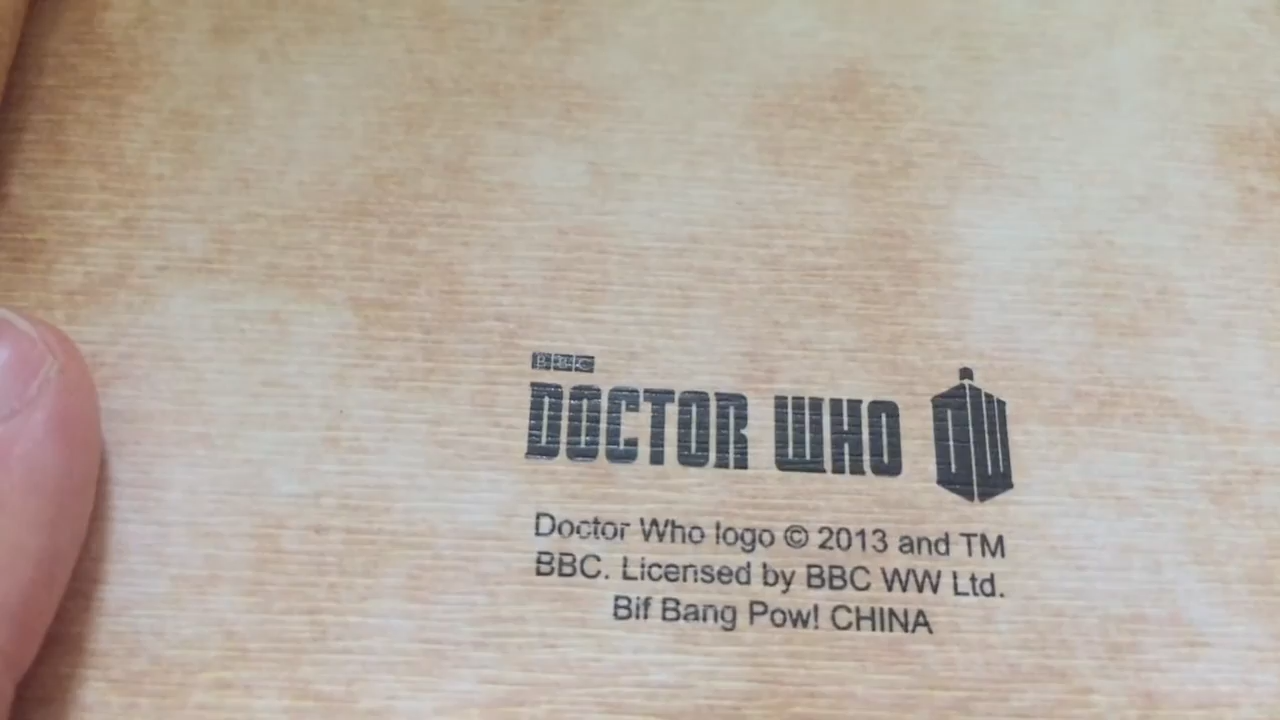 BBC
DOCTOR WHO DW
Doctor Who logo © 2013 and TM
BBC. Licensed by BBC WW Ltd.
Bif Bang Pow! CHINA